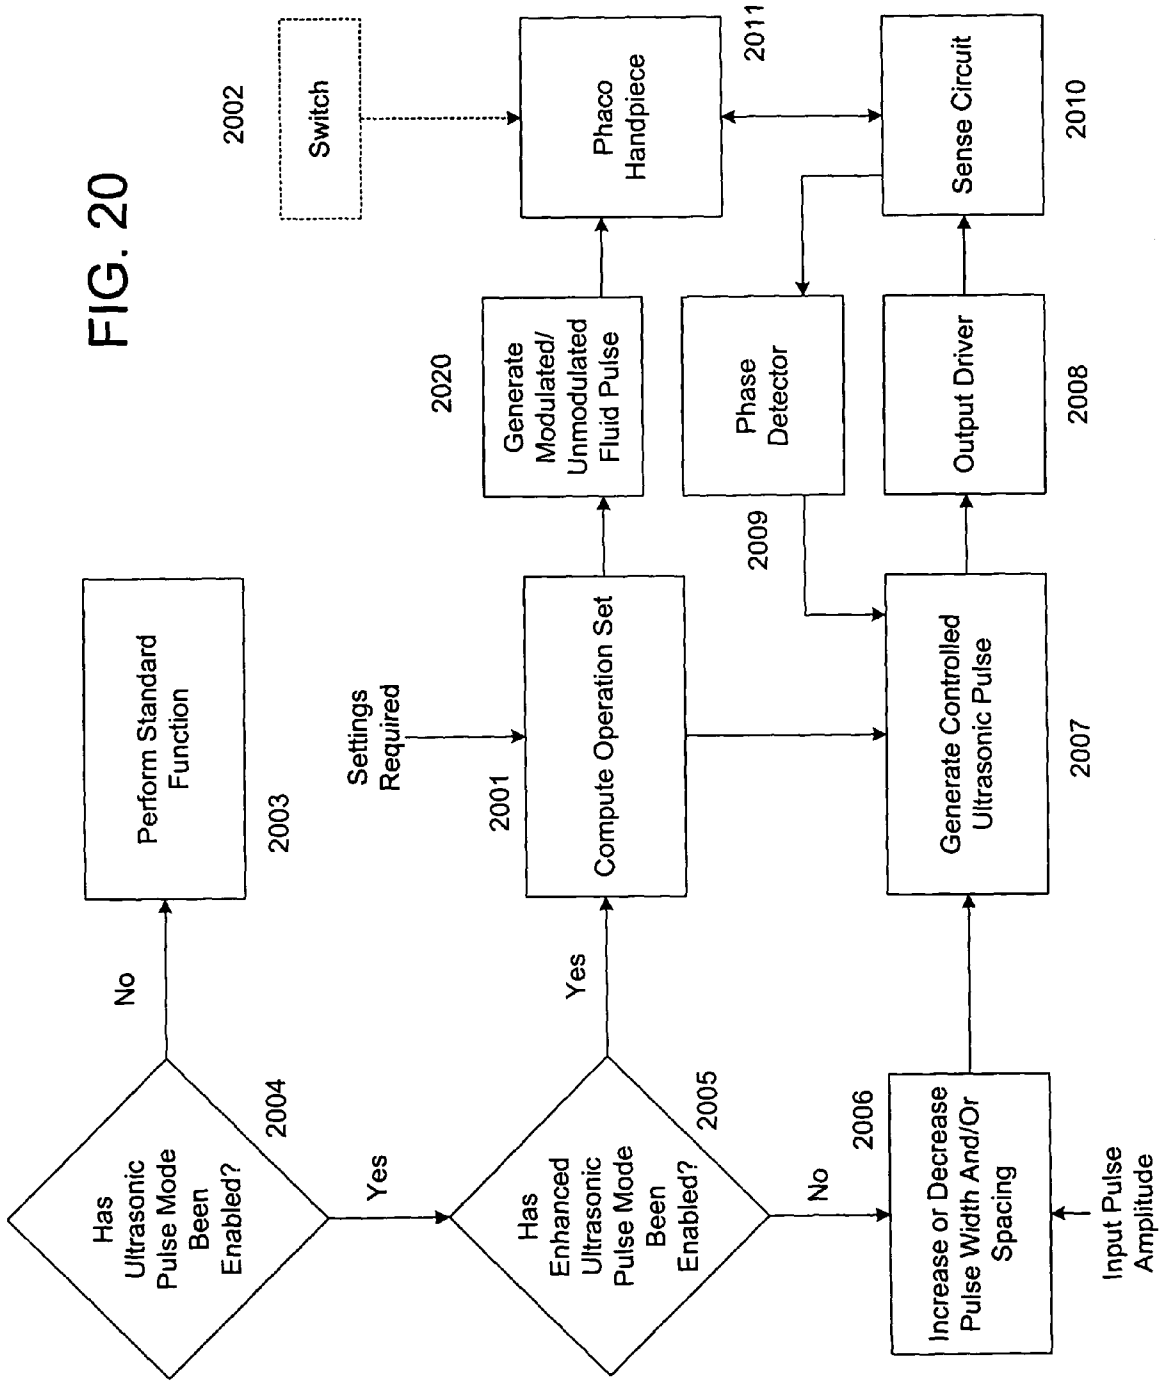 FIG. 20
Has
Ultrasonic
Pulse Mode
Been
Enabled?
2004
No
Perform Standard
Function
2003
Yes
Has
Enhanced
Ultrasonic
Pulse Mode
Been
Enabled?
2005
Yes
Settings
Required
2001
Compute Operation Set
2020
Generate
Modulated/
Unmodulated
Fluid Pulse
2002
Switch
Phaco
Handpiece
2011
No
2006
Increase or Decrease
Pulse Width And/Or
Spacing
Input Pulse
Amplitude
Generate Controlled
Ultrasonic Pulse
2007
Phase
Detector
2009
Output Driver
2008
Sense Circuit
2010